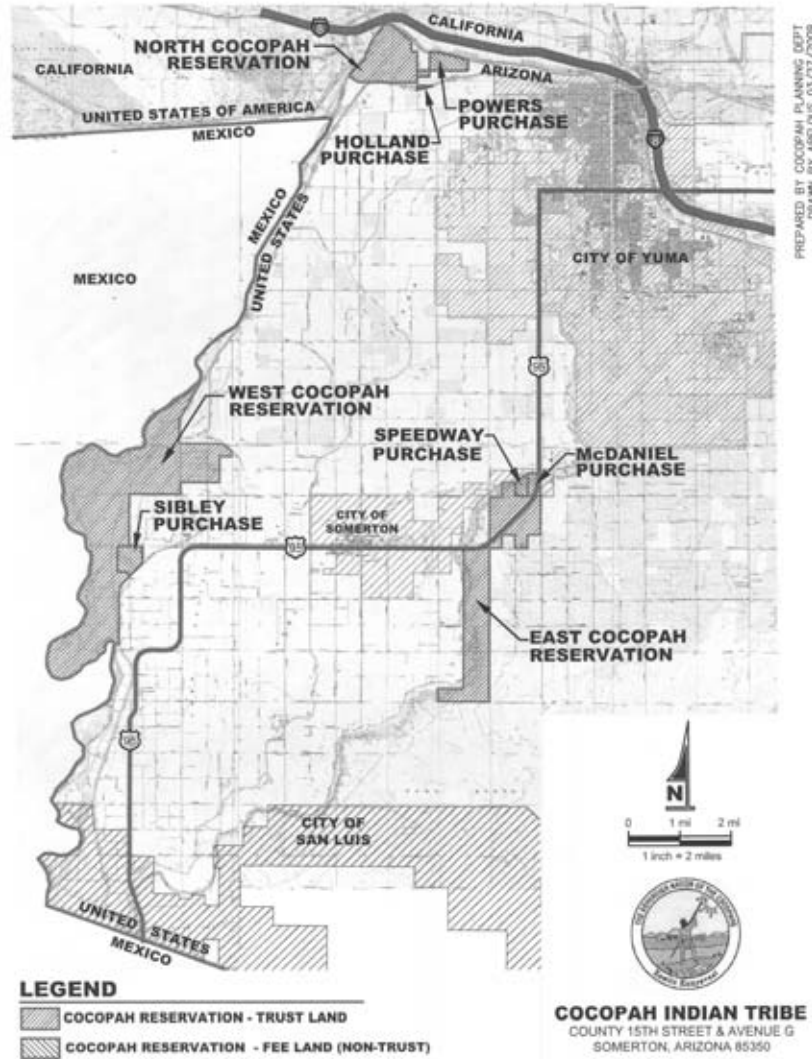 CALIFORNIA
NORTH COCOPAH
RESERVATION
CALIFORNIA
ARIZONA
POWERS
PURCHASE
UNITED STATES OF AMERICA
MEXICO
HOLLAND
PURCHASE
MEXICO
UNITED STATES
MEXICO
CITY OF YUMA
95
WEST COCOPAH
RESERVATION
SPEEDWAY
PURCHASE
McDANIEL
PURCHASE
SIBLEY
PURCHASE
CITY OF
SOMERTON
95
EAST COCOPAH
RESERVATION
95
N
0 1 mi 2 mi
1 inch = 2 miles
CITY OF
SAN LUIS
UNITED STATES
MEXICO
LEGEND
COCOPAH RESERVATION - TRUST LAND
COCOPAH RESERVATION - FEE LAND (NON-TRUST)
COCOPAH INDIAN TRIBE
COUNTY 15TH STREET & AVENUE G
SOMERTON, ARIZONA 85350
PREPARED BY COCOPAH PLANNING DEPT